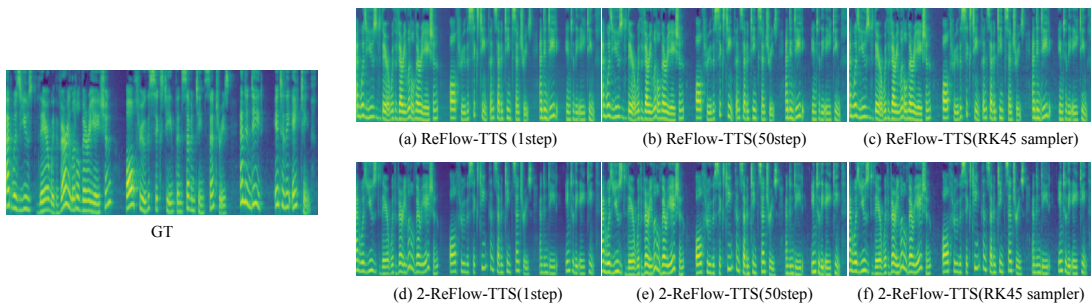 (a) ReFlow-TTS (1step)
(b) ReFlow-TTS(50step)
(c) ReFlow-TTS(RK45 sampler)
GT
(d) 2-ReFlow-TTS(1step)
(e) 2-ReFlow-TTS(50step)
(f) 2-ReFlow-TTS(RK45 sampler)